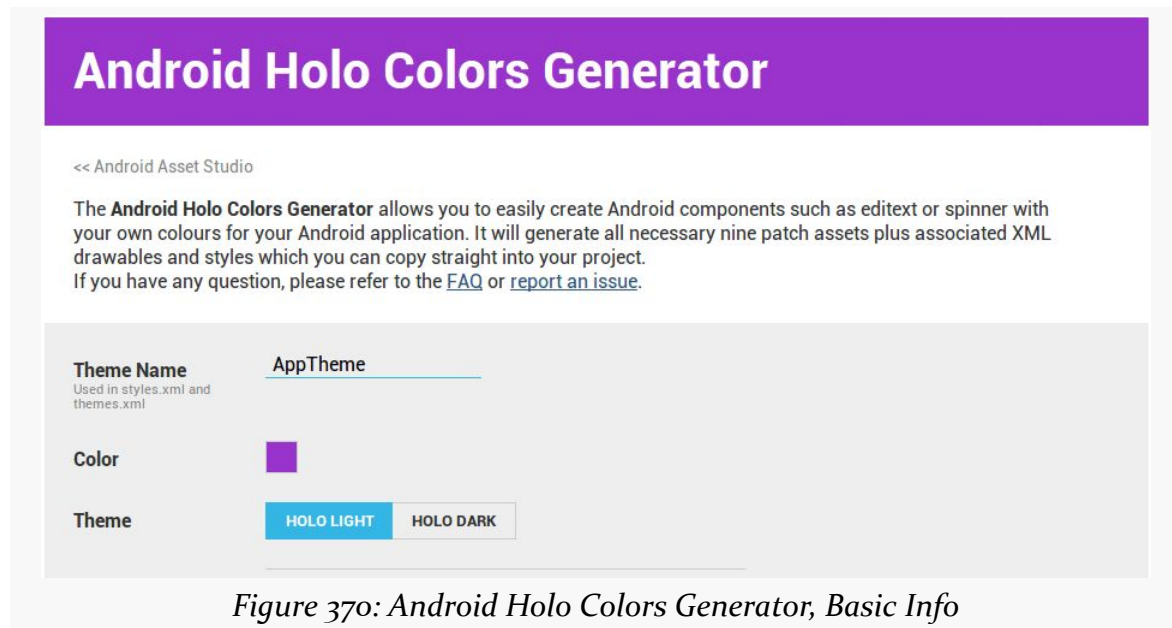 Android Holo Colors Generator
<< Android Asset Studio
The Android Holo Colors Generator allows you to easily create Android components such as editext or spinner with
your own colours for your Android application. It will generate all necessary nine patch assets plus associated XML
drawables and styles which you can copy straight into your project.
If you have any question, please refer to the FAQ or report an issue.
Theme Name
AppTheme
Used in styles.xml and
themes.xml
Color
Theme
HOLO LIGHT
HOLO DARK
Figure 370: Android Holo Colors Generator, Basic Info